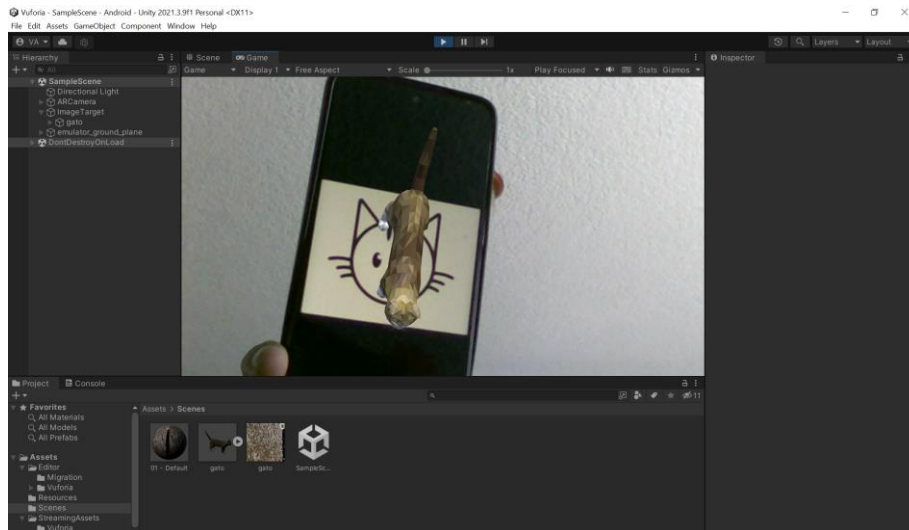 Vuforia - SampleScene - Android - Unity 2021.3.9f1 Personal <DX11>
File Edit Assets GameObject Component Window Help
VA
Layers Layout
Hierarchy
Scene Game
Inspector
All
Game Display 1 Free Aspect Scale 1x Play Focused Stats Gizmos
SampleScene
Directional Light
ARCamera
ImageTarget
gato
emulator_ground_plane
DontDestroyOnLoad
Project Console
11
Favorites
All Materials
All Models
All Prefabs
Assets
Editor
Migration
Vuforia
Resources
Scenes
StreamingAssets
Vuforia
Assets > Scenes
01 - Default gato gato SampleSc...